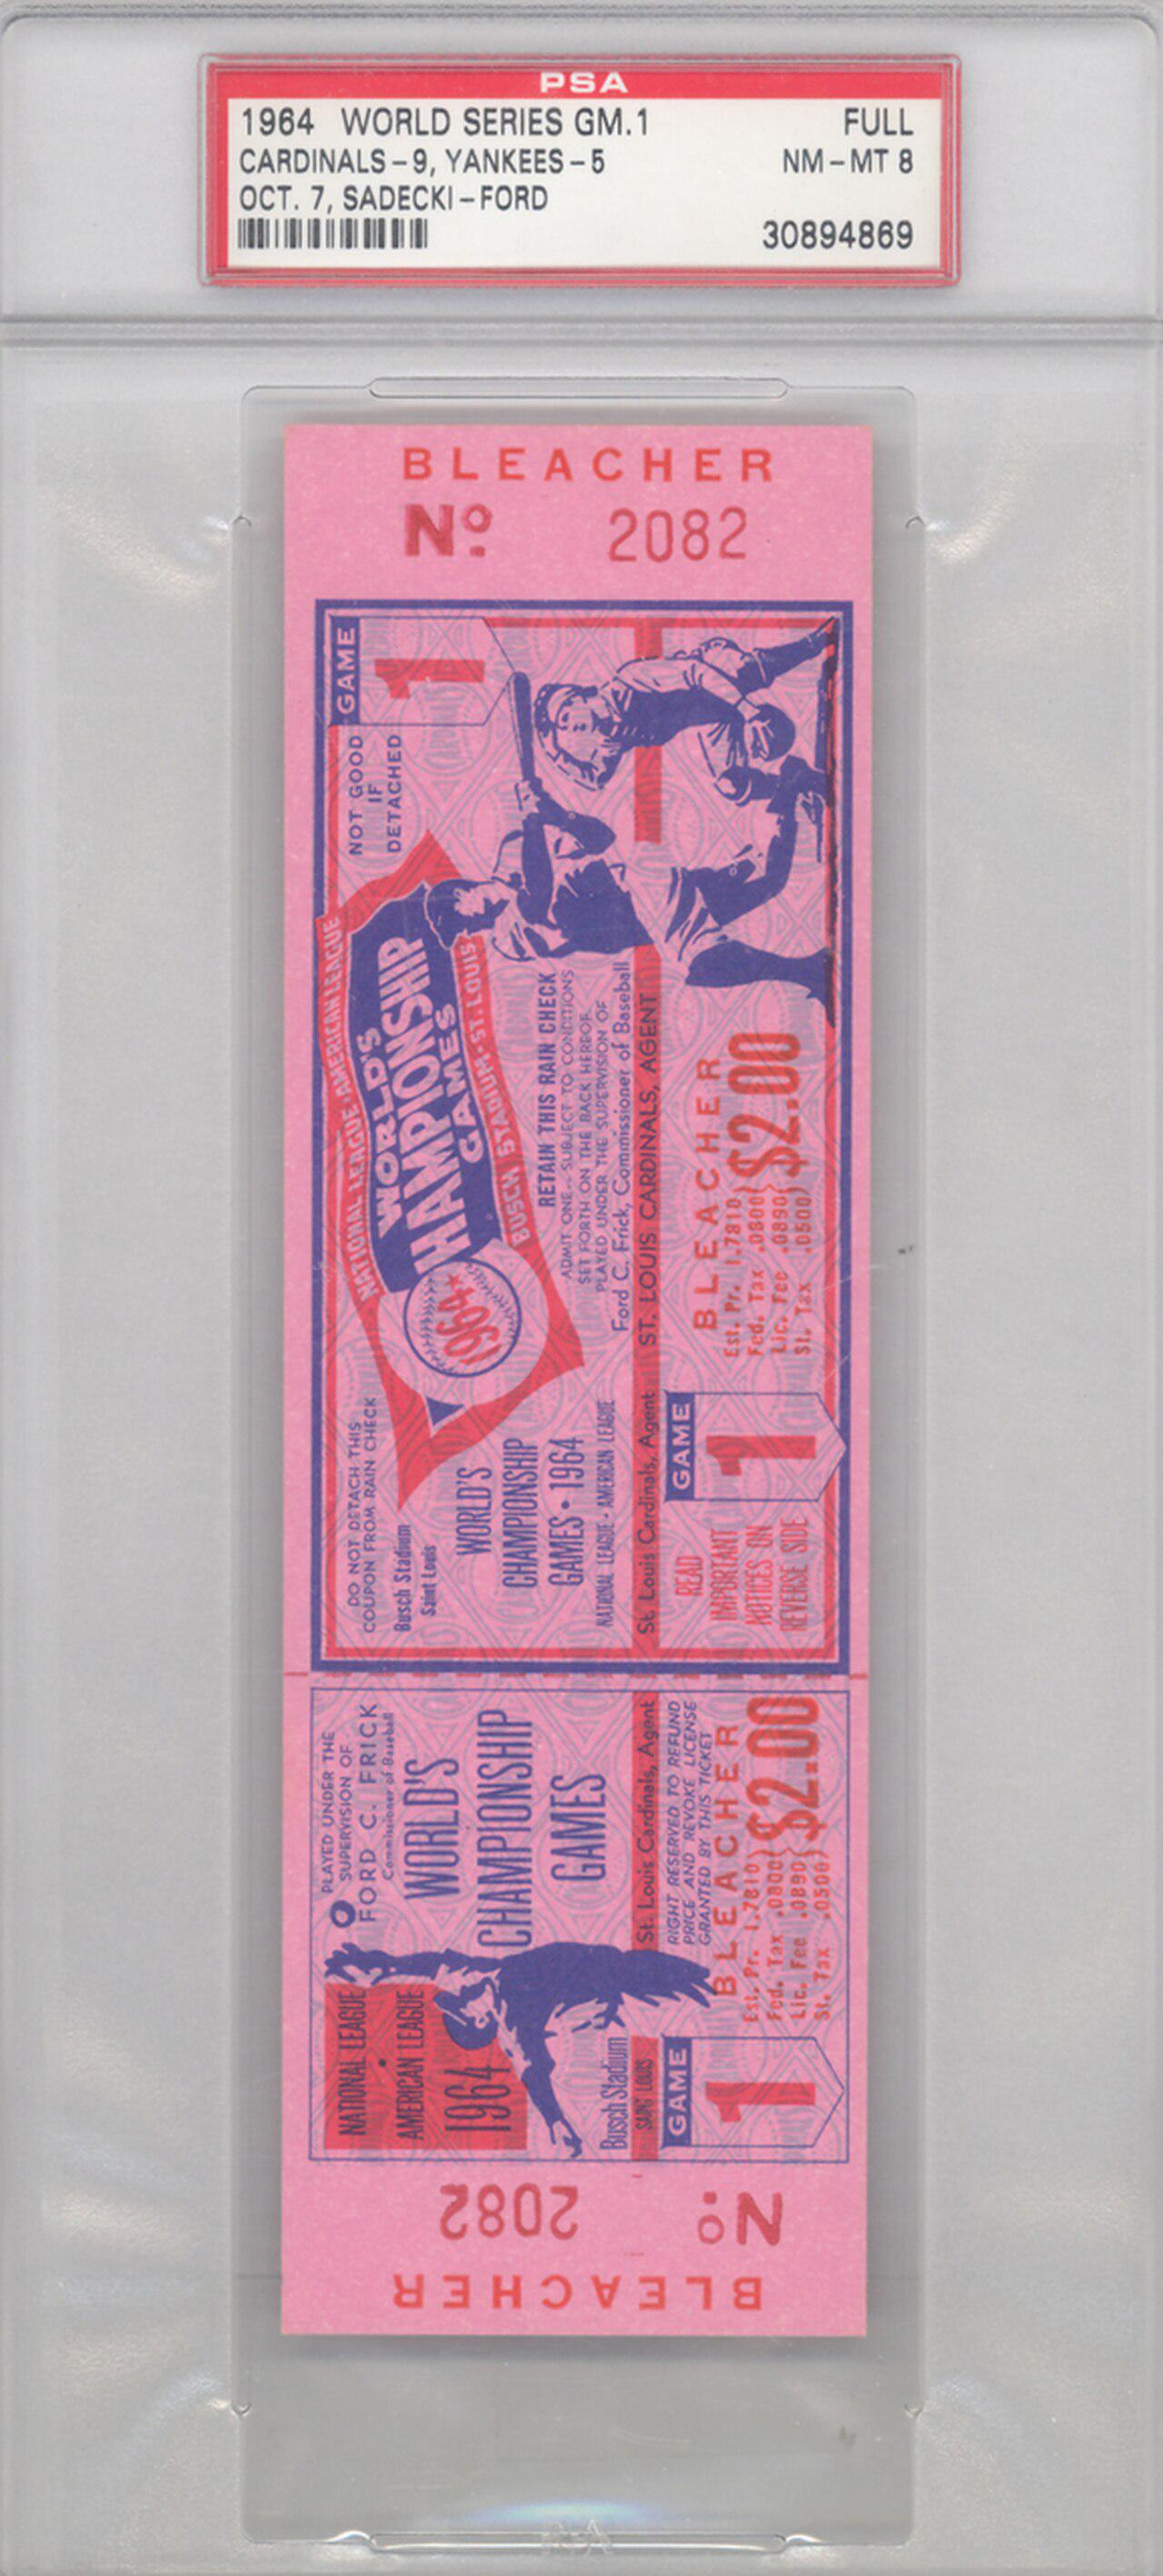 PSA
1964 WORLD SERIES GM.1 FULL
CARDINALS-9, YANKEES-5 NM-MT 8
OCT. 7, SADECKI-FORD
30894869
BLEACHER
No. 2082
GAME
1
NOT GOOD
IF
DETACHED
NATIONAL LEAGUE-AMERICAN LEAGUE
WORLD'S
CHAMPIONSHIP
GAMES
BUSCH STADIUM-ST. LOUIS
1964
RETAIN THIS RAIN CHECK
ADMIT ONE.. SUBJECT TO CONDITIONS
SET FORTH ON THE BACK HEREOF.
PLAYED UNDER THE SUPERVISION OF
Ford C. Frick, Commissioner of Baseball
ST. LOUIS CARDINALS, AGENT
BLEACHER
Est. Pr. 1.7810
Fed. Tax .0800
Lic. Fee .0890
St. Tax .0500
$2.00
DO NOT DETACH THIS
COUPON FROM RAIN CHECK
Busch Stadium
Saint Louis
WORLD'S
CHAMPIONSHIP
GAMES • 1964
NATIONAL LEAGUE • AMERICAN LEAGUE
St. Louis Cardinals, Agent
GAME
1
READ
IMPORTANT
NOTICES ON
REVERSE SIDE
PLAYED UNDER THE
SUPERVISION OF
FORD C. FRICK
Commissioner of Baseball
WORLD'S
CHAMPIONSHIP
GAMES
St. Louis Cardinals, Agent
RIGHT RESERVED TO REFUND
PRICE AND REVOKE LICENSE
GRANTED BY THIS TICKET
BLEACHER
Est. Pr. 1.7810
Fed. Tax .0800
Lic. Fee .0890
St. Tax .0500
$2.00
NATIONAL LEAGUE
•
AMERICAN LEAGUE
1964
Busch Stadium
SAINT LOUIS
GAME
1
No. 2082
BLEACHER